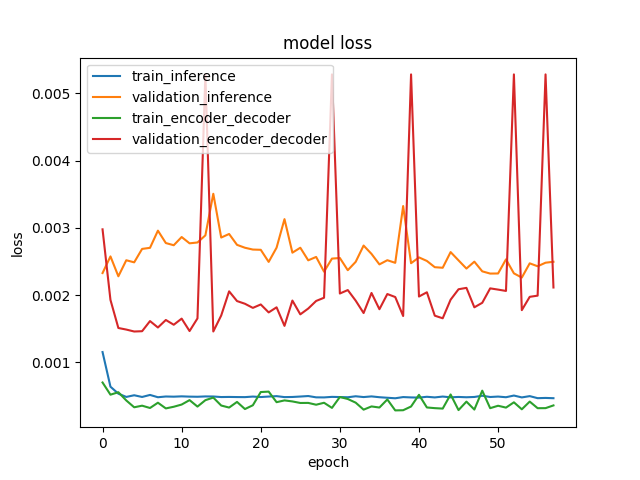 model loss
train_inference
validation_inference
train_encoder_decoder
validation_encoder_decoder
loss
0.005
0.004
0.003
0.002
0.001
0 10 20 30 40 50
epoch